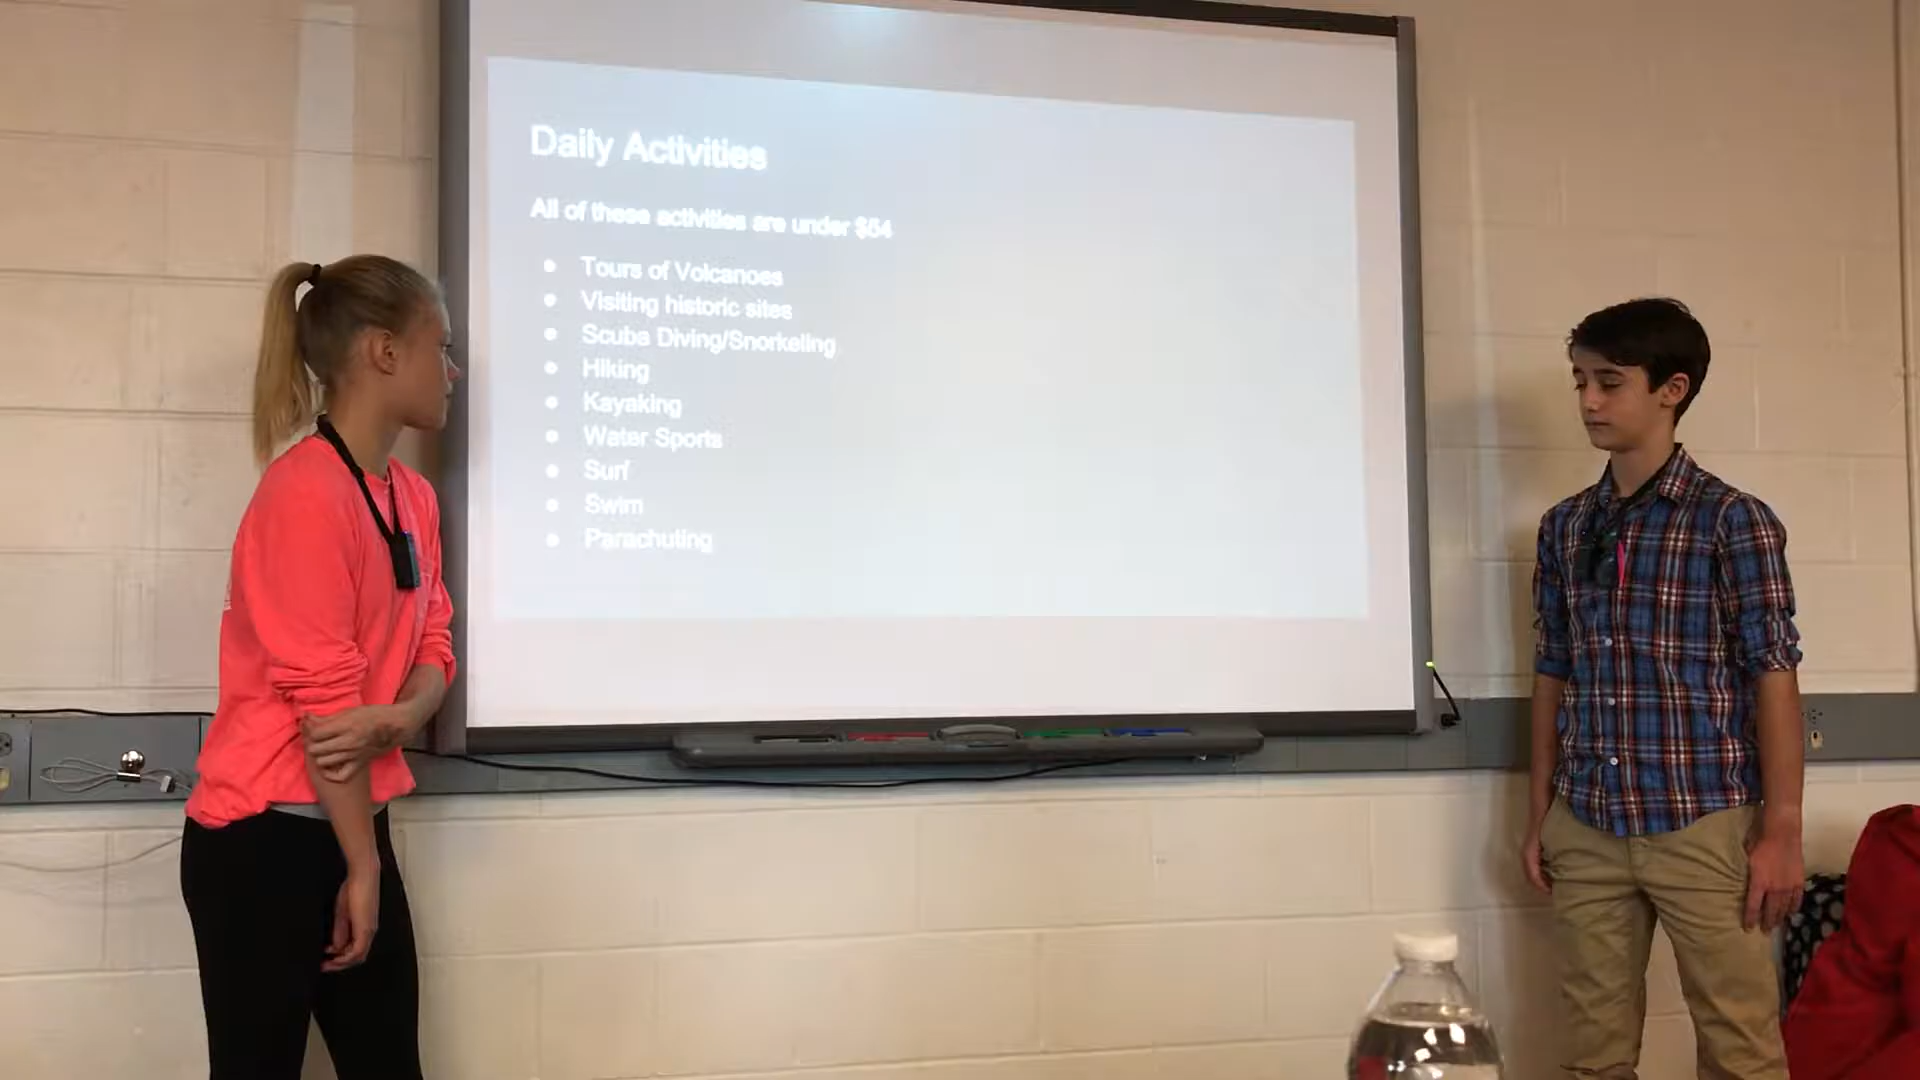 Daily Activities
All of these activities are under $54
● Tours of Volcanoes
● Visiting historic sites
● Scuba Diving/Snorkeling
● Hiking
● Kayaking
● Water Sports
● Surf
● Swim
● Parachuting